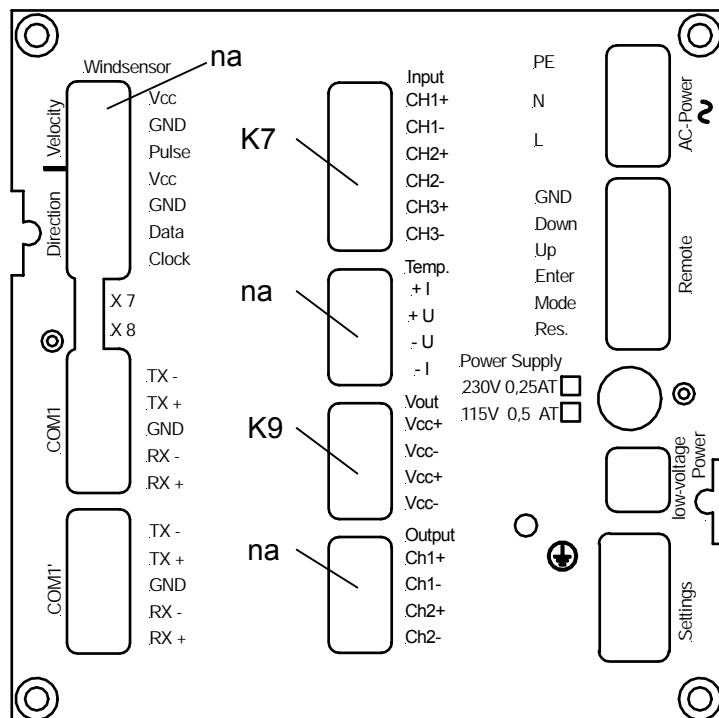 Windsensor
na
Velocity
Direction
Vcc
GND
Pulse
Vcc
GND
Data
Clock
X 7
X 8
COM1
TX -
TX +
GND
RX -
RX +
COM1'
TX -
TX +
GND
RX -
RX +
K7
Input
CH1+
CH1-
CH2+
CH2-
CH3+
CH3-
na
Temp.
+ I
+ U
- U
- I
K9
Vout
Vcc+
Vcc-
Vcc+
Vcc-
na
Output
Ch1+
Ch1-
Ch2+
Ch2-
PE
N
L
AC-Power
~
GND
Down
Up
Enter
Mode
Res.
Remote
Power Supply
230V 0,25AT
115V 0,5 AT
low-voltage
Power
Settings